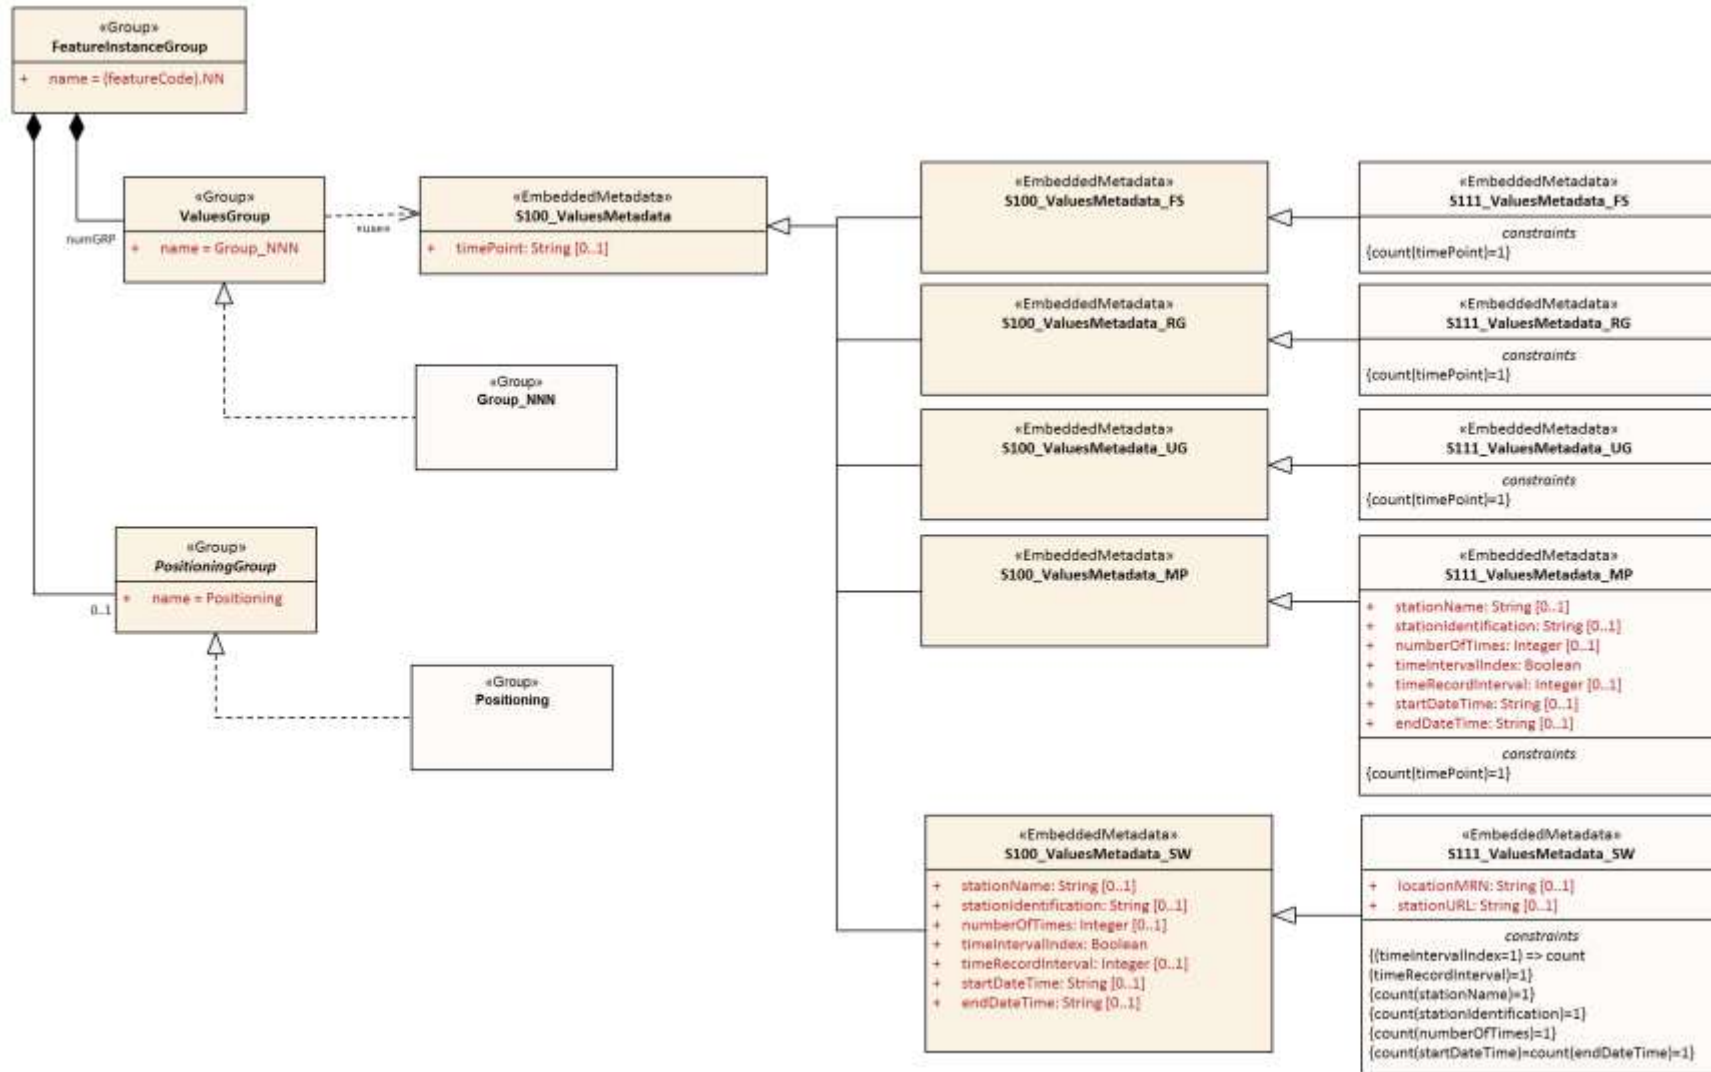 «Group»
FeatureInstanceGroup
+ name = (featureCode).NN
«Group»
ValuesGroup
+ name = Group_NNN
numGRP
«use»
«EmbeddedMetadata»
S100_ValuesMetadata
+ timePoint: String [0..1]
«Group»
Group_NNN
«Group»
PositioningGroup
+ name = Positioning
0..1
«Group»
Positioning
«EmbeddedMetadata»
S100_ValuesMetadata_FS
«EmbeddedMetadata»
S111_ValuesMetadata_FS
constraints
{count(timePoint)=1}
«EmbeddedMetadata»
S100_ValuesMetadata_RG
«EmbeddedMetadata»
S111_ValuesMetadata_RG
constraints
{count(timePoint)=1}
«EmbeddedMetadata»
S100_ValuesMetadata_UG
«EmbeddedMetadata»
S111_ValuesMetadata_UG
constraints
{count(timePoint)=1}
«EmbeddedMetadata»
S100_ValuesMetadata_MP
«EmbeddedMetadata»
S111_ValuesMetadata_MP
+ stationName: String [0..1]
+ stationIdentification: String [0..1]
+ numberOfTimes: Integer [0..1]
+ timeIntervalIndex: Boolean
+ timeRecordInterval: Integer [0..1]
+ startDateTime: String [0..1]
+ endDateTime: String [0..1]
constraints
{count(timePoint)=1}
«EmbeddedMetadata»
S100_ValuesMetadata_SW
+ stationName: String [0..1]
+ stationIdentification: String [0..1]
+ numberOfTimes: Integer [0..1]
+ timeIntervalIndex: Boolean
+ timeRecordInterval: Integer [0..1]
+ startDateTime: String [0..1]
+ endDateTime: String [0..1]
«EmbeddedMetadata»
S111_ValuesMetadata_SW
+ locationMRN: String [0..1]
+ stationURL: String [0..1]
constraints
{(timeIntervalIndex=1) => count
(timeRecordInterval)=1}
{count(stationName)=1}
{count(stationIdentification)=1}
{count(numberOfTimes)=1}
{count(startDateTime)=count(endDateTime)=1}